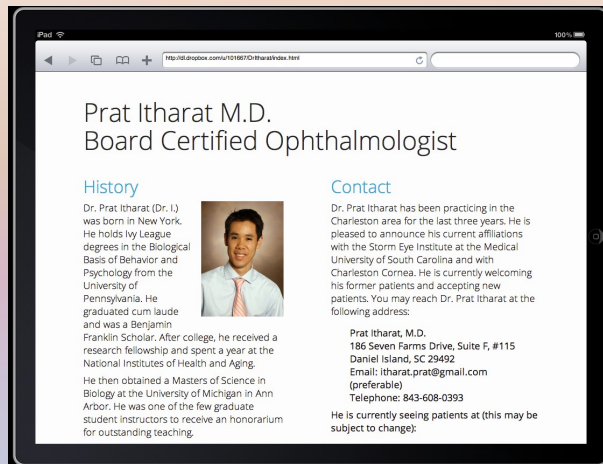 iPad
100%
http://dl.dropbox.com/u/101667/DrItharat/index.html
Prat Itharat M.D.
Board Certified Ophthalmologist
History
Dr. Prat Itharat (Dr. I.)
was born in New York.
He holds Ivy League
degrees in the Biological
Basis of Behavior and
Psychology from the
University of
Pennsylvania. He
graduated cum laude
and was a Benjamin
Franklin Scholar. After college, he received a
research fellowship and spent a year at the
National Institutes of Health and Aging.
He then obtained a Masters of Science in
Biology at the University of Michigan in Ann
Arbor. He was one of the few graduate
student instructors to receive an honorarium
for outstanding teaching.
Contact
Dr. Prat Itharat has been practicing in the
Charleston area for the last three years. He is
pleased to announce his current affiliations
with the Storm Eye Institute at the Medical
University of South Carolina and with
Charleston Cornea. He is currently welcoming
his former patients and accepting new
patients. You may reach Dr. Prat Itharat at the
following address:
Prat Itharat, M.D.
186 Seven Farms Drive, Suite F, #115
Daniel Island, SC 29492
Email: itharat.prat@gmail.com
(preferable)
Telephone: 843-608-0393
He is currently seeing patients at (this may be
subject to change):